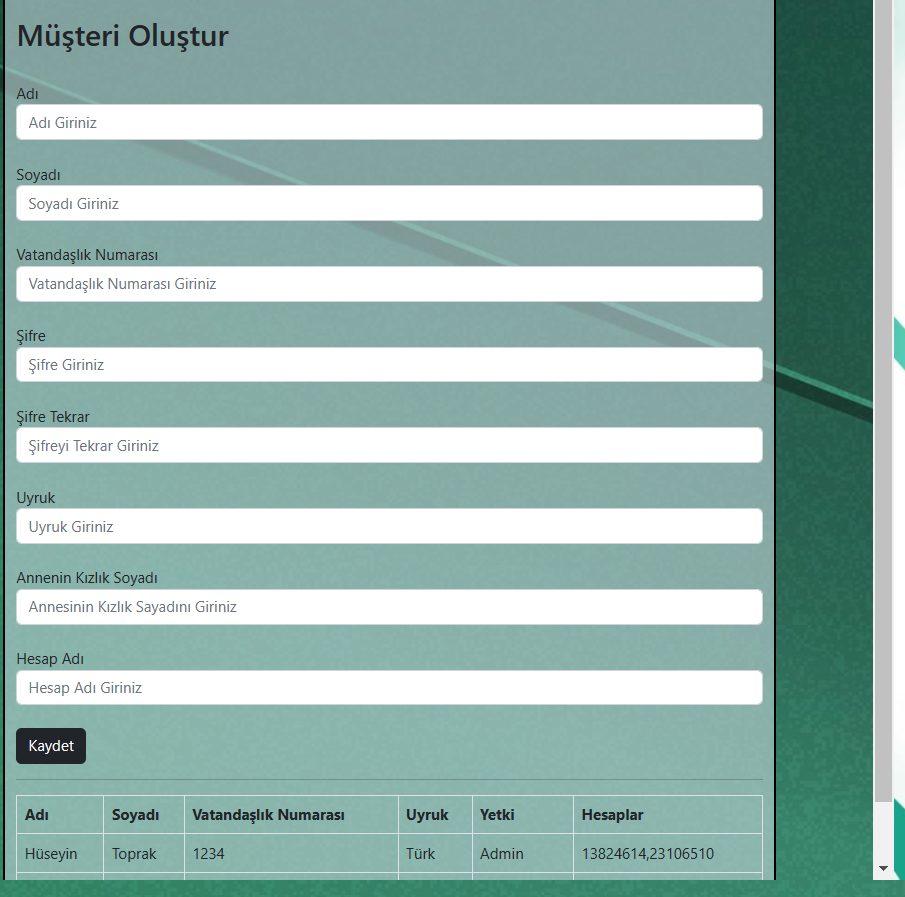 Müşteri Oluştur
Adı
Adı Giriniz
Soyadı
Soyadı Giriniz
Vatandaşlık Numarası
Vatandaşlık Numarası Giriniz
Şifre
Şifre Giriniz
Şifre Tekrar
Şifreyi Tekrar Giriniz
Uyruk
Uyruk Giriniz
Annenin Kızlık Soyadı
Annesinin Kızlık Sayadını Giriniz
Hesap Adı
Hesap Adı Giriniz
Kaydet
Adı Soyadı Vatandaşlık Numarası Uyruk Yetki Hesaplar
Hüseyin Toprak 1234 Türk Admin 13824614,23106510